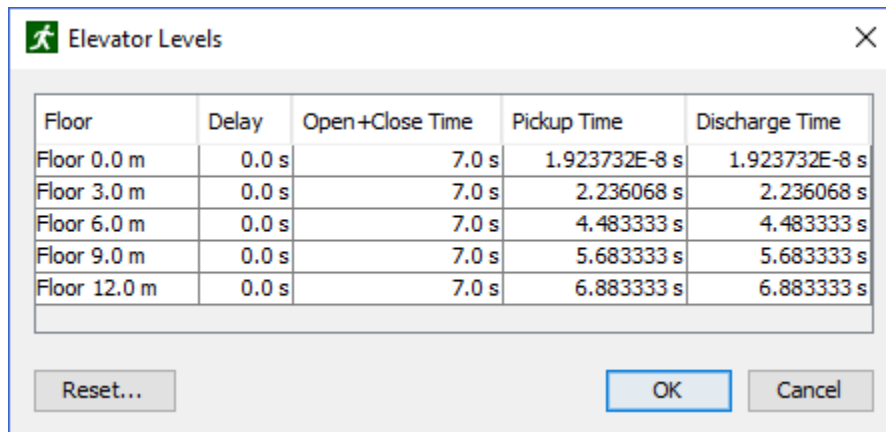 Elevator Levels
Floor Delay Open+Close Time Pickup Time Discharge Time
Floor 0.0 m 0.0 s 7.0 s 1.923732E-8 s 1.923732E-8 s
Floor 3.0 m 0.0 s 7.0 s 2.236068 s 2.236068 s
Floor 6.0 m 0.0 s 7.0 s 4.483333 s 4.483333 s
Floor 9.0 m 0.0 s 7.0 s 5.683333 s 5.683333 s
Floor 12.0 m 0.0 s 7.0 s 6.883333 s 6.883333 s
Reset... OK Cancel